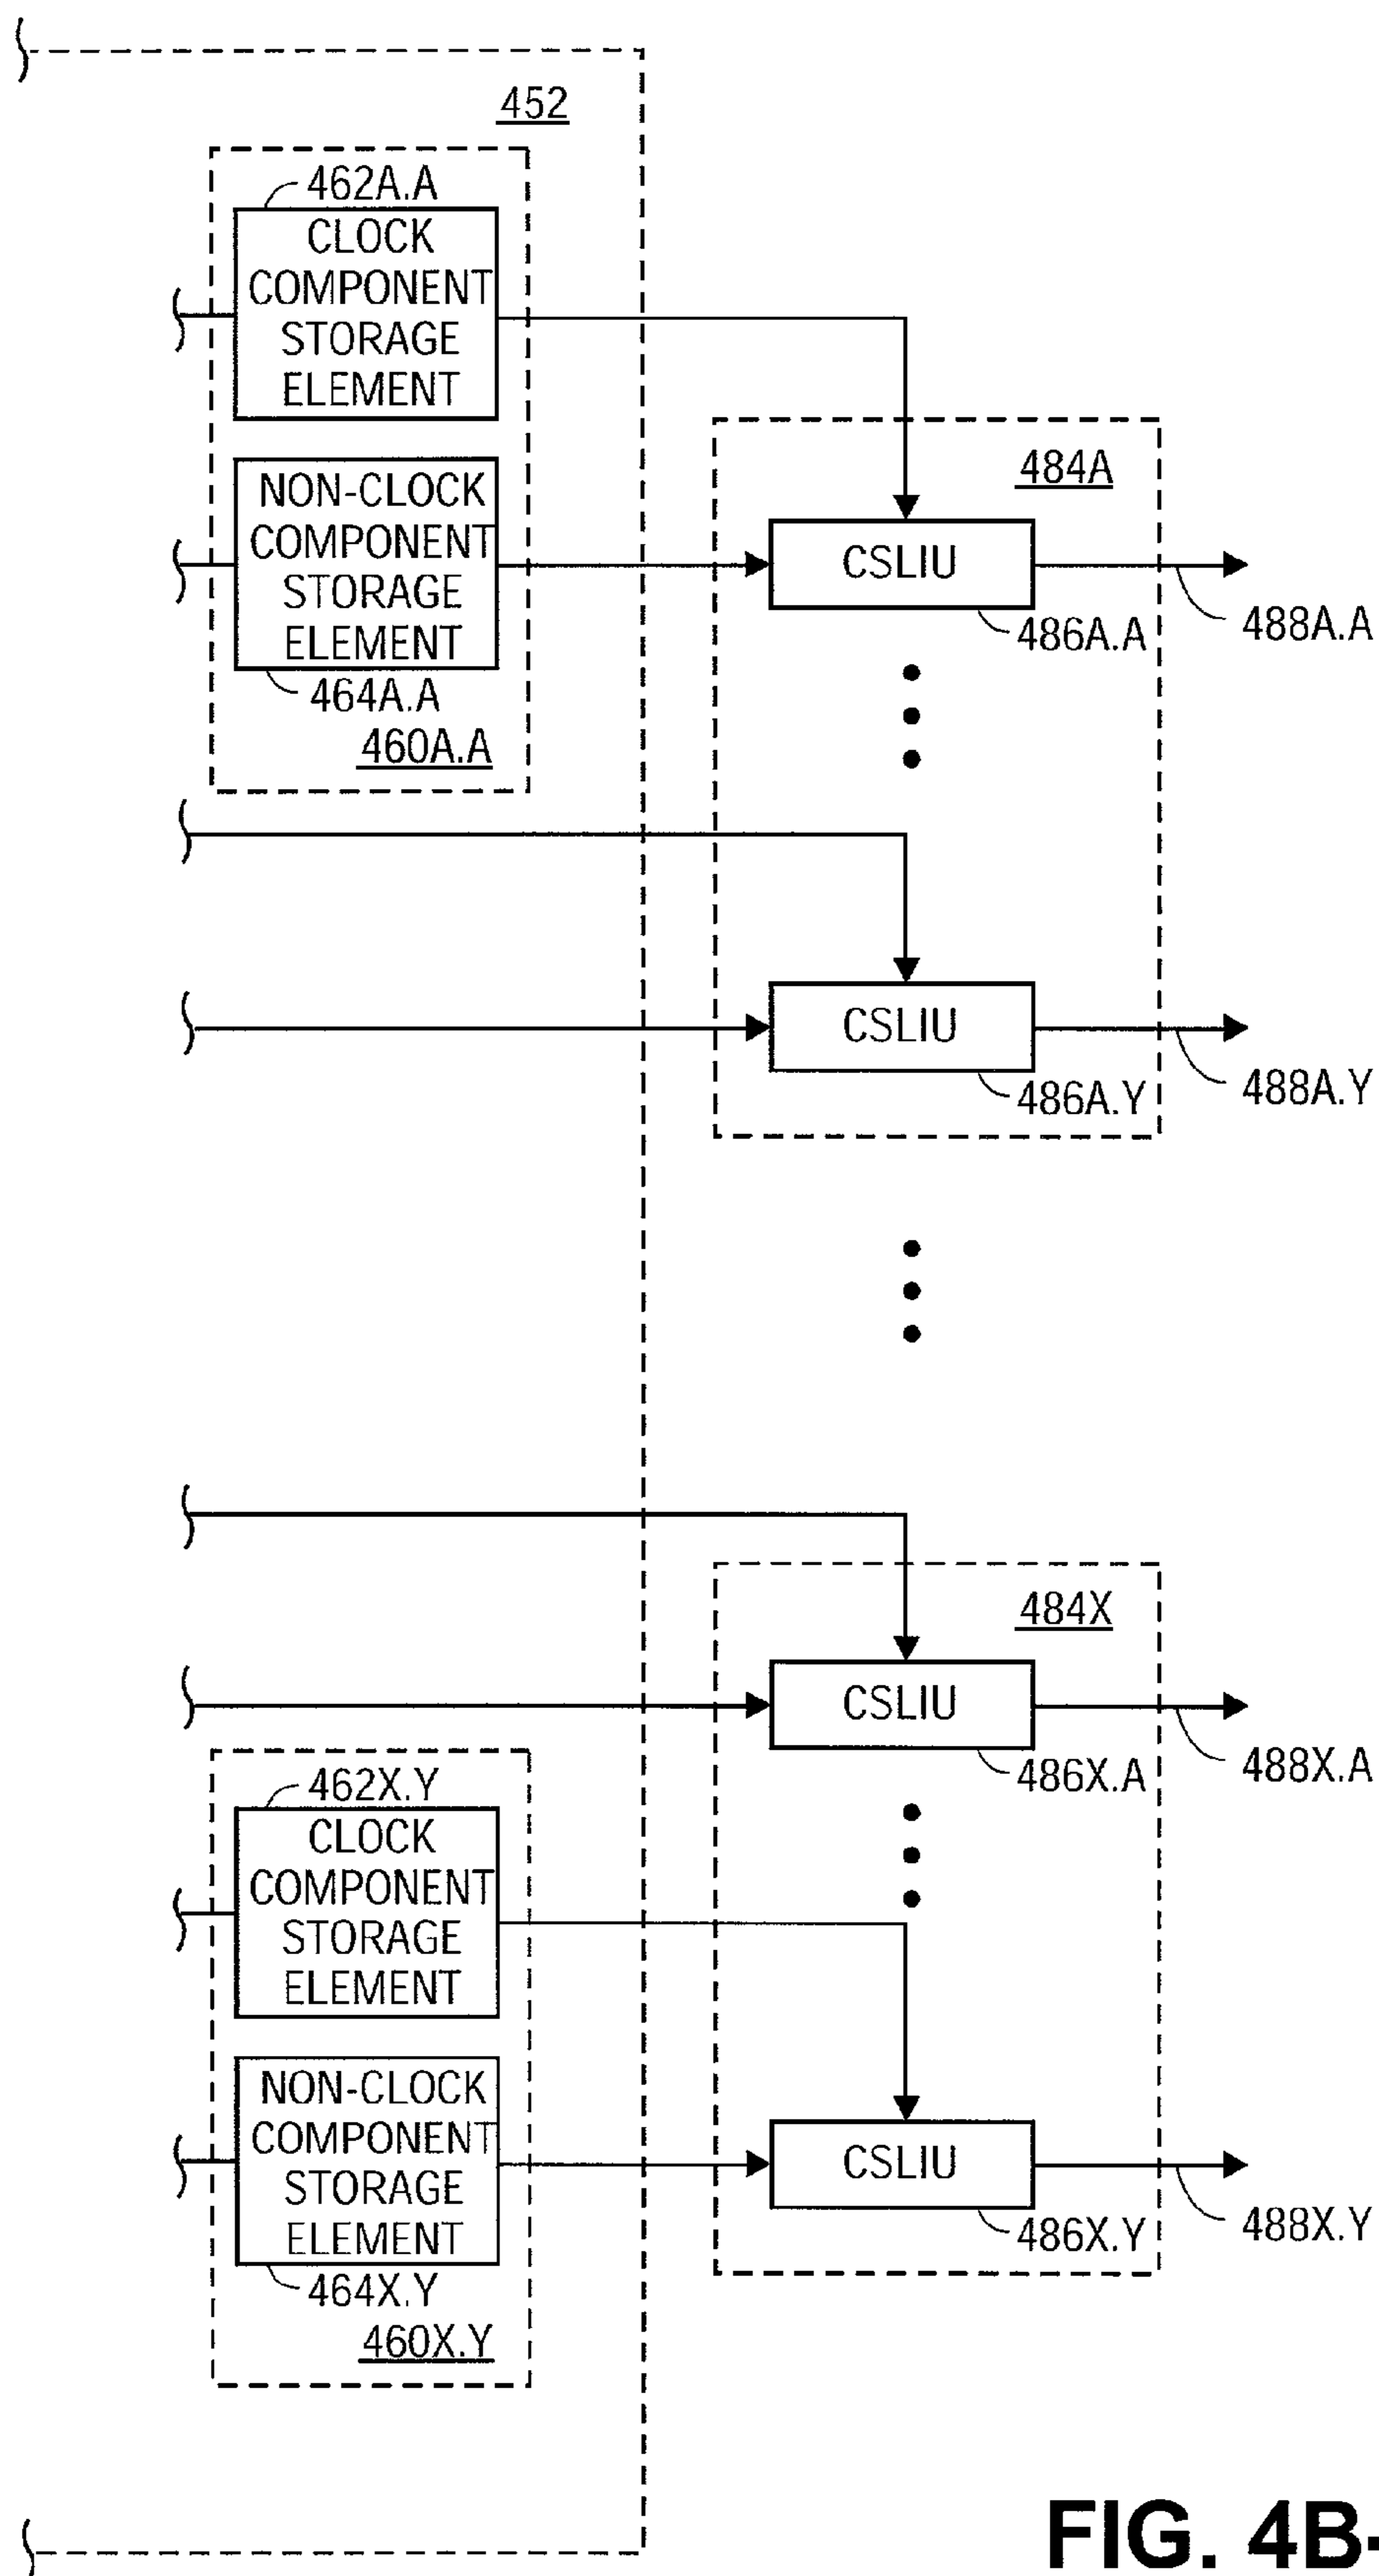 452
462A.A
CLOCK
COMPONENT
STORAGE
ELEMENT
484A
NON-CLOCK
COMPONENT
STORAGE
ELEMENT
CSLIU
486A.A
488A.A
464A.A
460A.A
CSLIU
486A.Y
488A.Y
484X
CSLIU
486X.A
488X.A
462X.Y
CLOCK
COMPONENT
STORAGE
ELEMENT
NON-CLOCK
COMPONENT
STORAGE
ELEMENT
CSLIU
486X.Y
488X.Y
464X.Y
460X.Y
FIG. 4B-